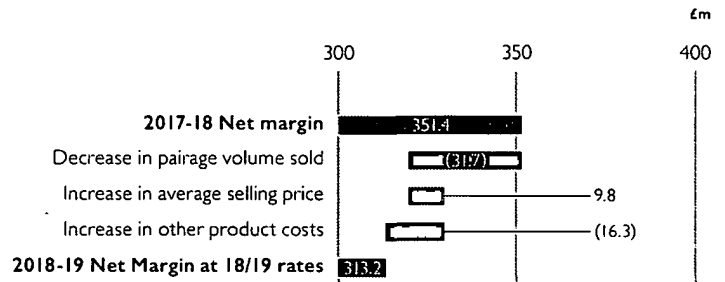 £m
300 350 400
2017-18 Net margin 351.4
Decrease in pairage volume sold (31.7)
Increase in average selling price 9.8
Increase in other product costs (16.3)
2018-19 Net Margin at 18/19 rates 313.2